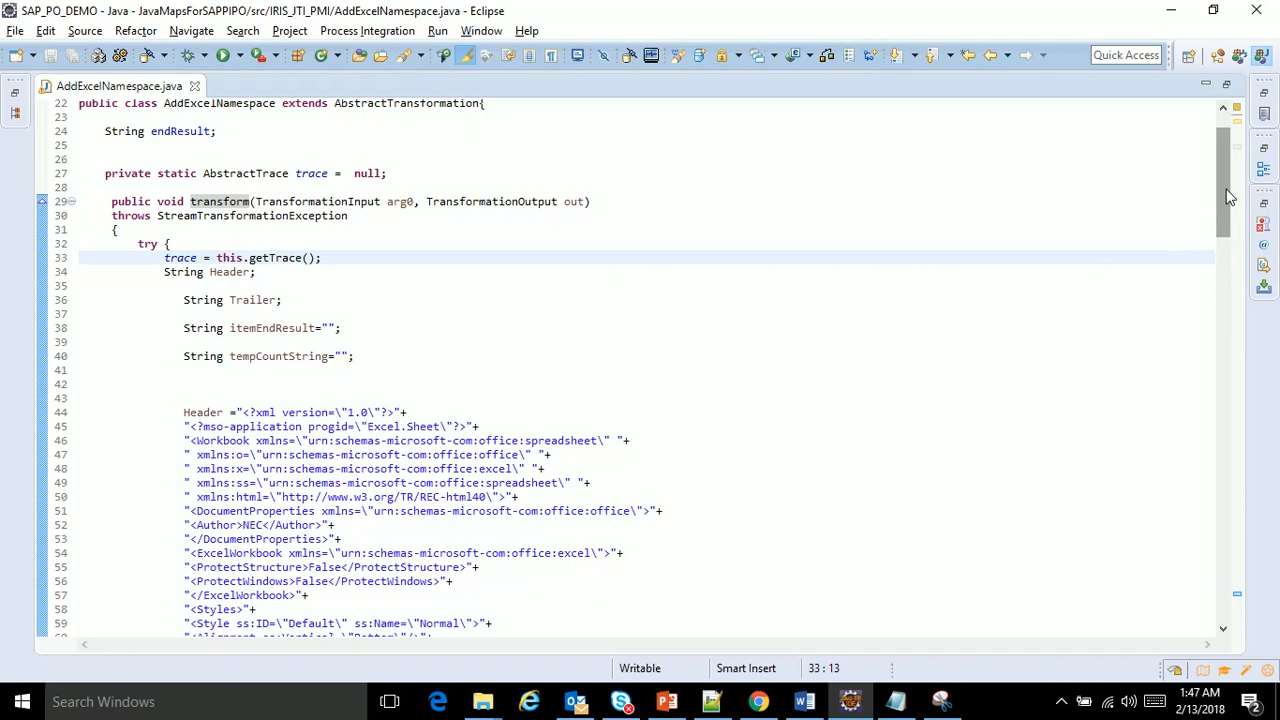 SAP_PO_DEMO - Java - JavaMapsForSAPPIPO/src/IRIS_JTI_PMI/AddExcelNamespace.java - Eclipse
File Edit Source Refactor Navigate Search Project Process Integration Run Window Help
Quick Access
AddExcelNamespace.java
22 public class AddExcelNamespace extends AbstractTransformation{
23
24 String endResult;
25
26
27 private static AbstractTrace trace = null;
28
29 public void transform(TransformationInput arg0, TransformationOutput out)
30 throws StreamTransformationException
31 {
32 try {
33 trace = this.getTrace();
34 String Header;
35
36 String Trailer;
37
38 String itemEndResult="";
39
40 String tempCountString="";
41
42
43
44 Header ="<?xml version=\"1.0\"?>"+
45 "<?mso-application progid=\"Excel.Sheet\"?>"+
46 "<Workbook xmlns=\"urn:schemas-microsoft-com:office:spreadsheet\" "+
47 " xmlns:o=\"urn:schemas-microsoft-com:office:office\" "+
48 " xmlns:x=\"urn:schemas-microsoft-com:office:excel\" "+
49 " xmlns:ss=\"urn:schemas-microsoft-com:office:spreadsheet\" "+
50 " xmlns:html=\"http://www.w3.org/TR/REC-html40\">"+
51 "<DocumentProperties xmlns=\"urn:schemas-microsoft-com:office:office\">"+
52 "<Author>NEC</Author>"+
53 "</DocumentProperties>"+
54 "<ExcelWorkbook xmlns=\"urn:schemas-microsoft-com:office:excel\">"+
55 "<ProtectStructure>False</ProtectStructure>"+
56 "<ProtectWindows>False</ProtectWindows>"+
57 "</ExcelWorkbook>"+
58 "<Styles>"+
59 "<Style ss:ID=\"Default\" ss:Name=\"Normal\">"+
60 "<Alignment ss:Vertical=\"Bottom\"/>"+
Writable Smart Insert 33 : 13
Search Windows
1:47 AM
2/13/2018
2